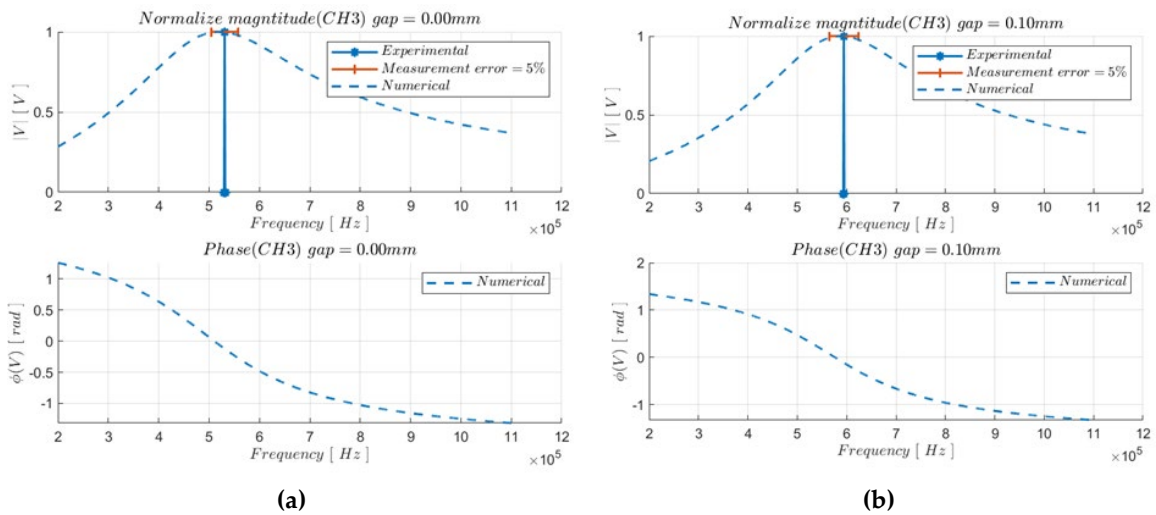 Normalize magntitude(CH3) gap = 0.00mm
|V| [ V ]
1
0.5
0
Experimental
Measurement error = 5%
Numerical
2 3 4 5 6 7 8 9 10 11 12
Frequency [ Hz ]
×10^5
Phase(CH3) gap = 0.00mm
ϕ(V) [ rad ]
1
0.5
0
-0.5
-1
Numerical
2 3 4 5 6 7 8 9 10 11 12
Frequency [ Hz ]
×10^5
(a)
Normalize magntitude(CH3) gap = 0.10mm
|V| [ V ]
1
0.5
0
Experimental
Measurement error = 5%
Numerical
2 3 4 5 6 7 8 9 10 11 12
Frequency [ Hz ]
×10^5
Phase(CH3) gap = 0.10mm
ϕ(V) [ rad ]
2
1
0
-1
Numerical
2 3 4 5 6 7 8 9 10 11 12
Frequency [ Hz ]
×10^5
(b)